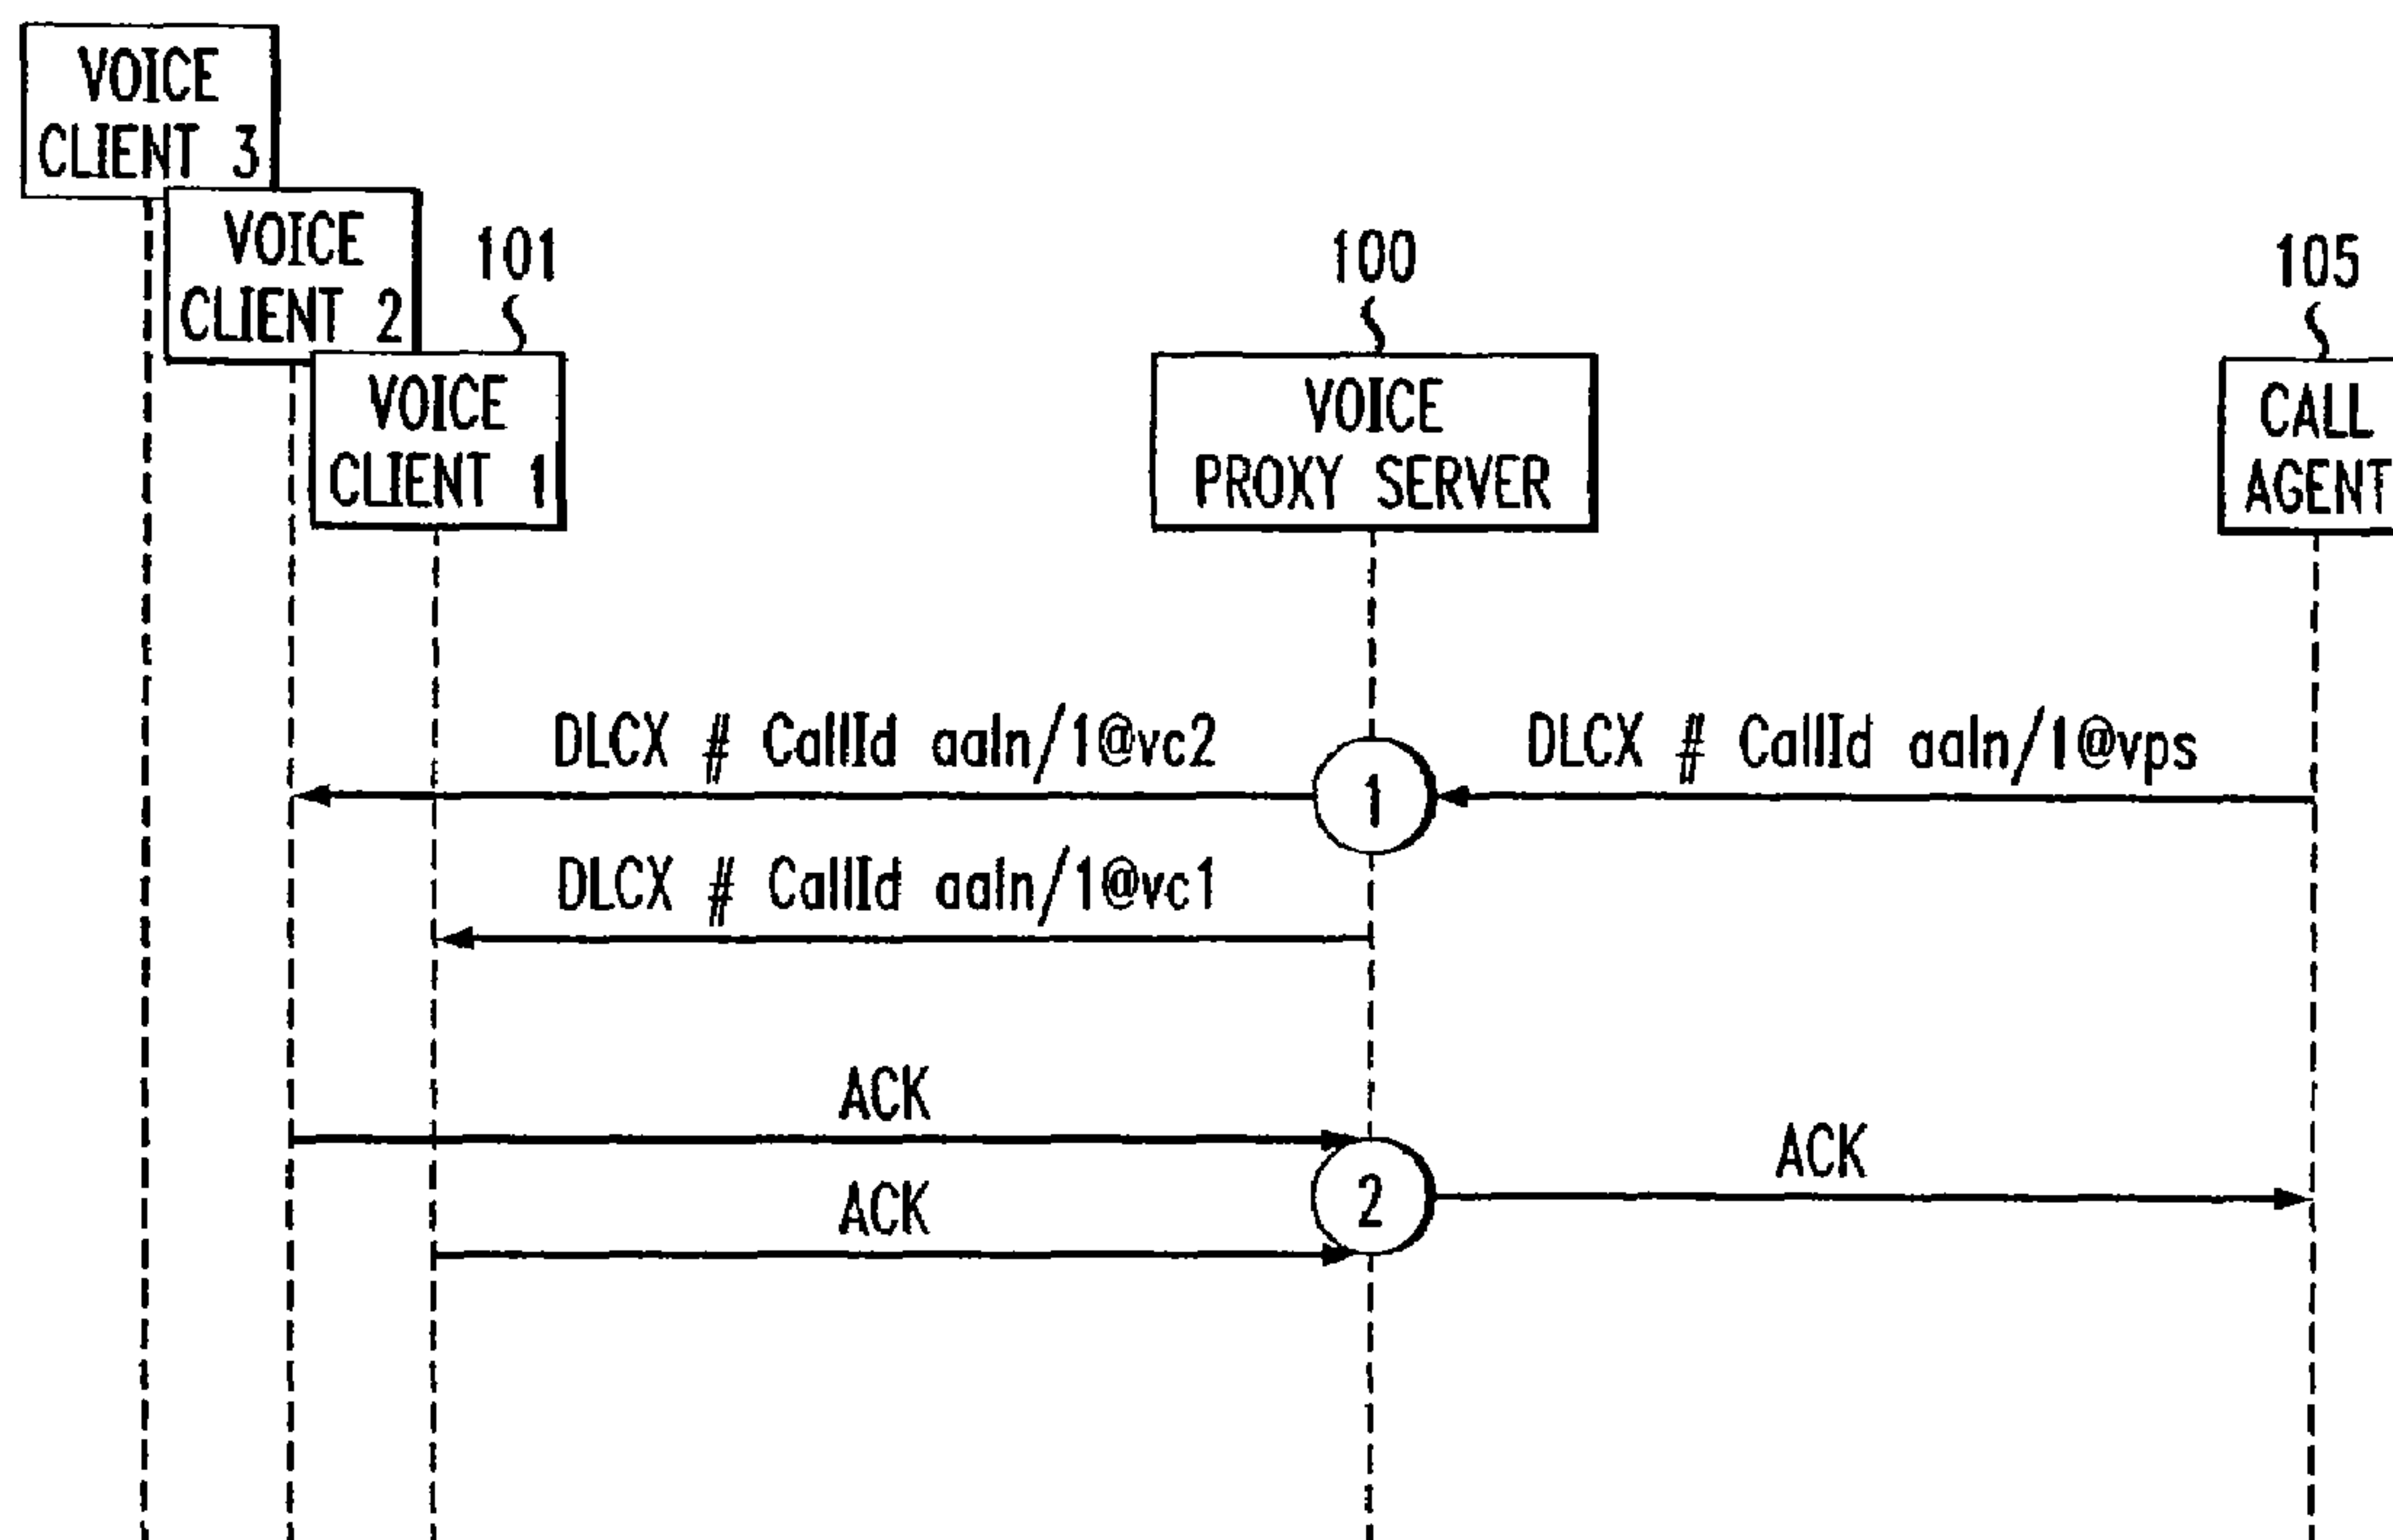 VOICE
CLIENT 3
VOICE
CLIENT 2
101
VOICE
CLIENT 1
100
VOICE
PROXY SERVER
105
CALL
AGENT
DLCX # CallId aaln/1@vc2
1
DLCX # CallId aaln/1@vps
DLCX # CallId aaln/1@vc1
ACK
ACK
2
ACK